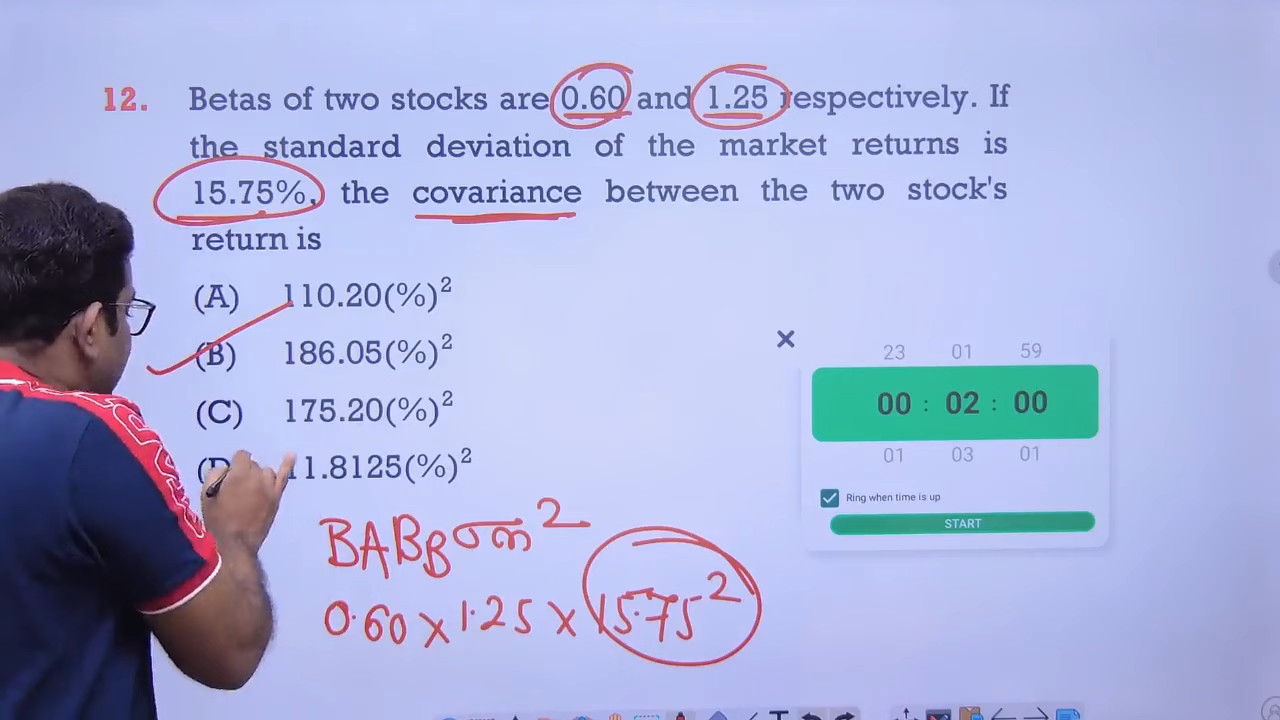 12. Betas of two stocks are 0.60 and 1.25 respectively. If
the standard deviation of the market returns is
15.75%, the covariance between the two stock's
return is
(A) 110.20(%)²
(B) 186.05(%)²
(C) 175.20(%)²
11.8125(%)²
BABBσm²
0.60 x 1.25 x 15.75²
×
23 01 59
00 : 02 : 00
01 03 01
Ring when time is up
START